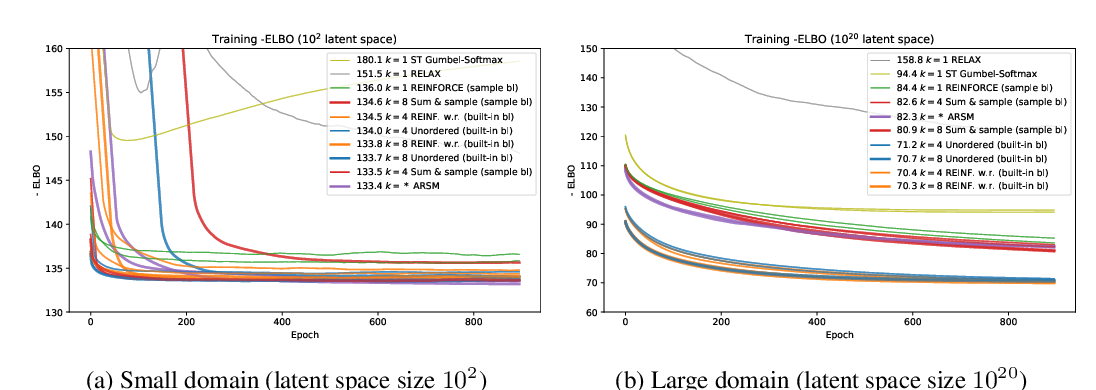 Training -ELBO (10² latent space)
160
155
150
145
140
135
130
- ELBO
180.1 k = 1 ST Gumbel-Softmax
151.5 k = 1 RELAX
136.0 k = 1 REINFORCE (sample bl)
134.6 k = 8 Sum & sample (sample bl)
134.5 k = 4 REINF. w.r. (built-in bl)
134.0 k = 4 Unordered (built-in bl)
133.8 k = 8 REINF. w.r. (built-in bl)
133.7 k = 8 Unordered (built-in bl)
133.5 k = 4 Sum & sample (sample bl)
133.4 k = * ARSM
0 200 400 600 800
Epoch
(a) Small domain (latent space size 10²)
Training -ELBO (10²⁰ latent space)
150
140
130
120
110
100
90
80
70
60
- ELBO
158.8 k = 1 RELAX
94.4 k = 1 ST Gumbel-Softmax
84.4 k = 1 REINFORCE (sample bl)
82.6 k = 4 Sum & sample (sample bl)
82.3 k = * ARSM
80.9 k = 8 Sum & sample (sample bl)
71.2 k = 4 Unordered (built-in bl)
70.7 k = 8 Unordered (built-in bl)
70.4 k = 4 REINF. w.r. (built-in bl)
70.3 k = 8 REINF. w.r. (built-in bl)
0 200 400 600 800
Epoch
(b) Large domain (latent space size 10²⁰)